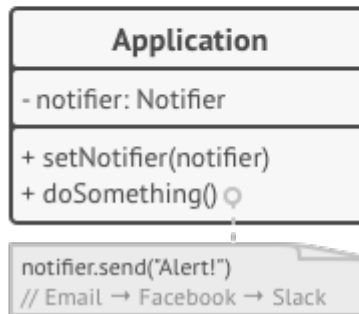 Application
- notifier: Notifier
+ setNotifier(notifier)
+ doSomething()
notifier.send("Alert!")
// Email → Facebook → Slack